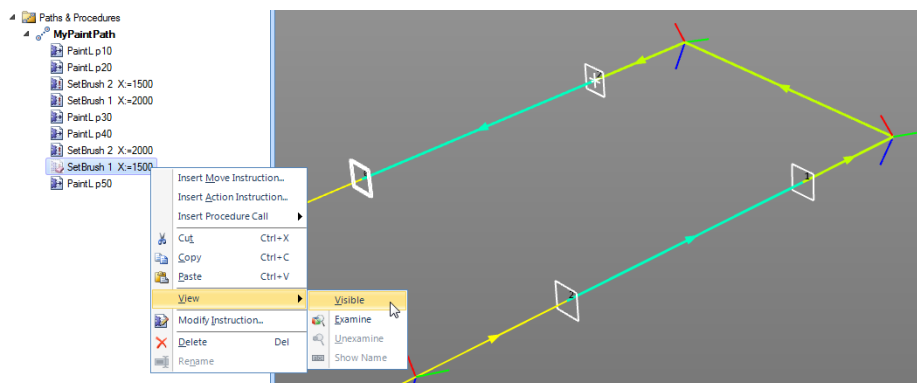 Paths & Procedures
MyPaintPath
PaintL p10
PaintL p20
SetBrush 2 X:=1500
SetBrush 1 X:=2000
PaintL p30
PaintL p40
SetBrush 2 X:=2000
SetBrush 1 X:=1500
PaintL p50
Insert Move Instruction...
Insert Action Instruction...
Insert Procedure Call
Cut Ctrl+X
Copy Ctrl+C
Paste Ctrl+V
View
Modify Instruction...
Delete Del
Rename
Visible
Examine
Unexamine
Show Name
1
2